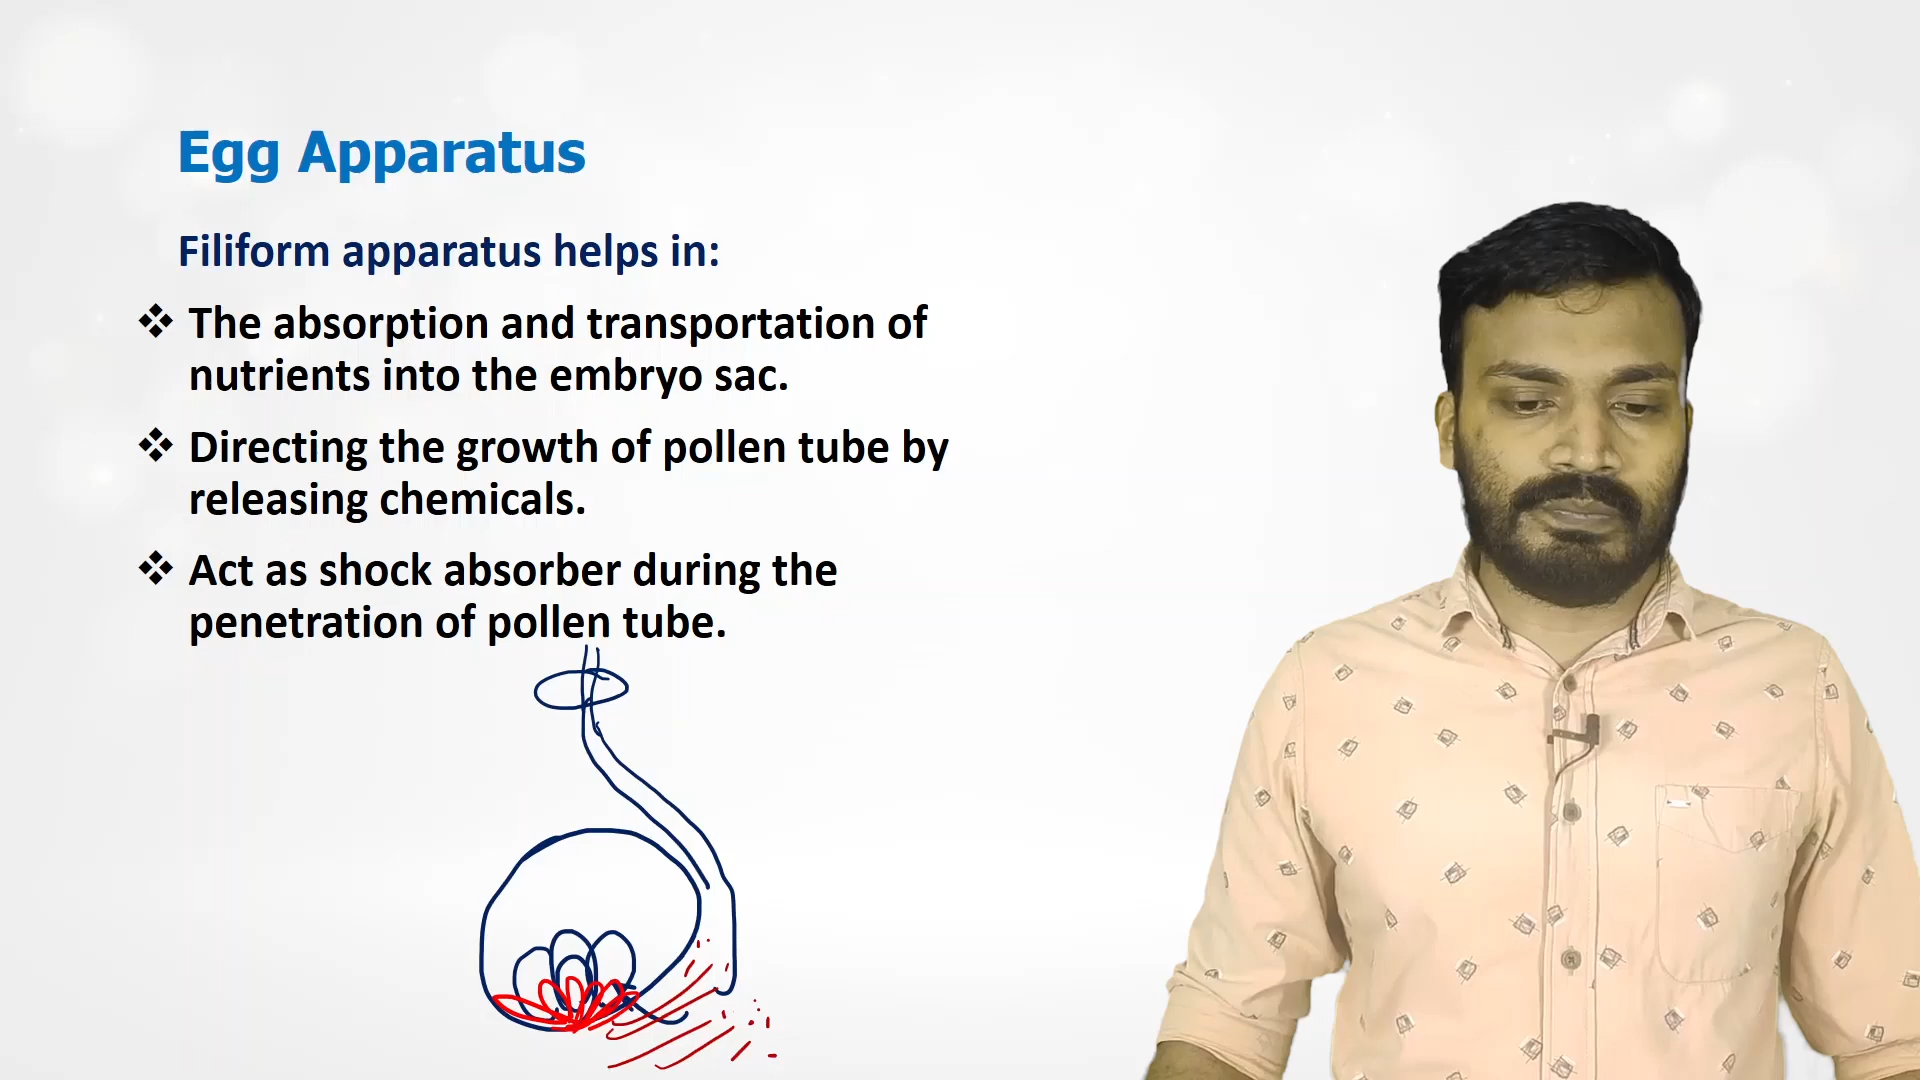 Egg Apparatus
Filiform apparatus helps in:
❖ The absorption and transportation of
nutrients into the embryo sac.
❖ Directing the growth of pollen tube by
releasing chemicals.
❖ Act as shock absorber during the
penetration of pollen tube.